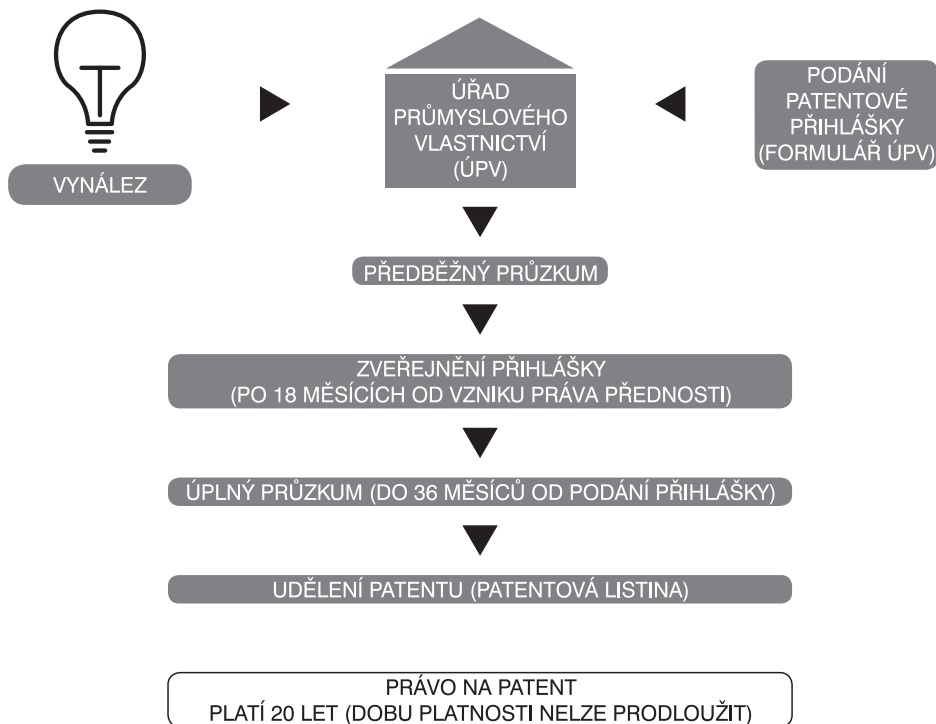 VYNÁLEZ
ÚŘAD
PRŮMYSLOVÉHO
VLASTNICTVÍ
(ÚPV)
PODÁNÍ
PATENTOVÉ
PŘIHLÁŠKY
(FORMULÁŘ ÚPV)
PŘEDBĚŽNÝ PRŮZKUM
ZVEŘEJNĚNÍ PŘIHLÁŠKY
(PO 18 MĚSÍCÍCH OD VZNIKU PRÁVA PŘEDNOSTI)
ÚPLNÝ PRŮZKUM (DO 36 MĚSÍCŮ OD PODÁNÍ PŘIHLÁŠKY)
UDĚLENÍ PATENTU (PATENTOVÁ LISTINA)
PRÁVO NA PATENT
PLATÍ 20 LET (DOBU PLATNOSTI NELZE PRODLOUŽIT)